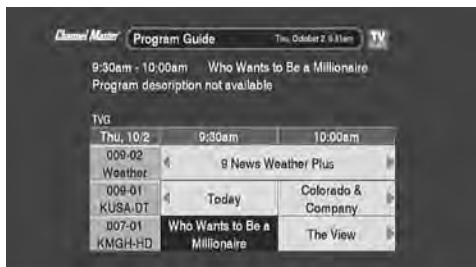 Channel Master Program Guide Thu, October 2 9:51am TV
9:30am - 10:00am Who Wants to Be a Millionaire
Program description not available
TVG
Thu, 10/2 9:30am 10:00am
009-02 Weather 9 News Weather Plus
009-01 KUSA-DT Today Colorado & Company
007-01 KMGH-HD Who Wants to Be a Millionaire The View